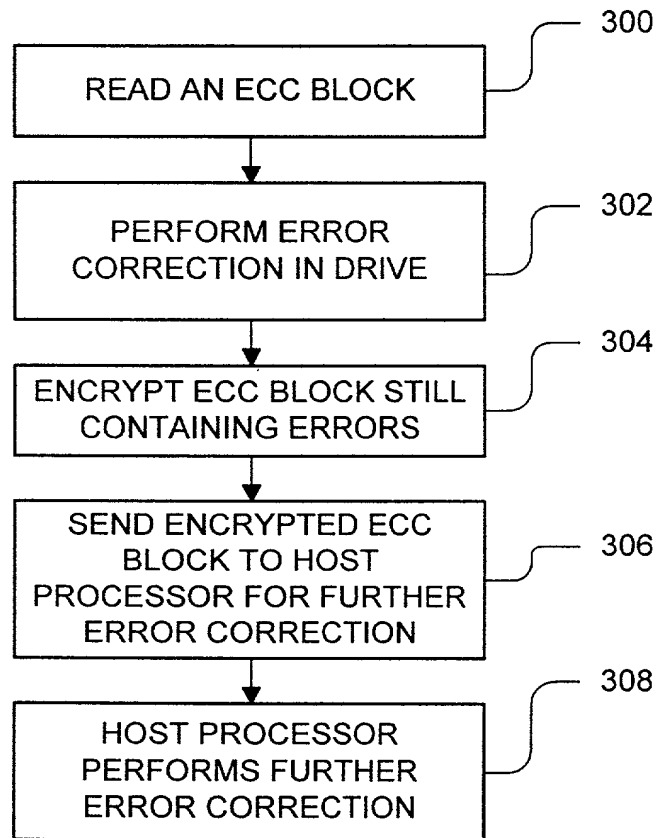 300
READ AN ECC BLOCK
302
PERFORM ERROR
CORRECTION IN DRIVE
304
ENCRYPT ECC BLOCK STILL
CONTAINING ERRORS
SEND ENCRYPTED ECC
BLOCK TO HOST
306
PROCESSOR FOR FURTHER
ERROR CORRECTION
308
HOST PROCESSOR
PERFORMS FURTHER
ERROR CORRECTION